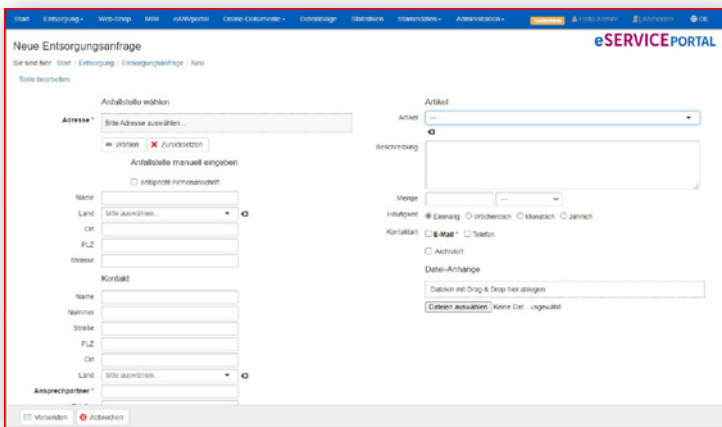 Start Entsorgung Web-Shop MIM eANVportal Online-Dokumente Datenablage Statistiken Stammdaten Administration Hallo Admin! Abmelden DE
Neue Entsorgungsanfrage
eSERVICEPORTAL
Sie sind hier: Start / Entsorgung / Entsorgungsanfrage / Neu
Texte bearbeiten
Anfallstelle wählen
Adresse *
Bitte Adresse auswählen...
Wählen Zurücksetzen
Anfallstelle manuell eingeben
entspricht Firmenanschrift
Name
Land bitte auswählen...
Ort
PLZ
Strasse
Kontakt
Name
Nummer
Straße
PLZ
Ort
Land bitte auswählen...
Ansprechpartner *
Artikel
Artikel ---
Beschreibung
Menge ---
Häufigkeit Einmalig Wöchentlich Monatlich Jährlich
Kontaktart E-Mail * Telefon
Archiviert
Datei-Anhänge
Dateien mit Drag & Drop hier ablegen
Dateien auswählen Keine Dat...usgewählt
Versenden Abbrechen